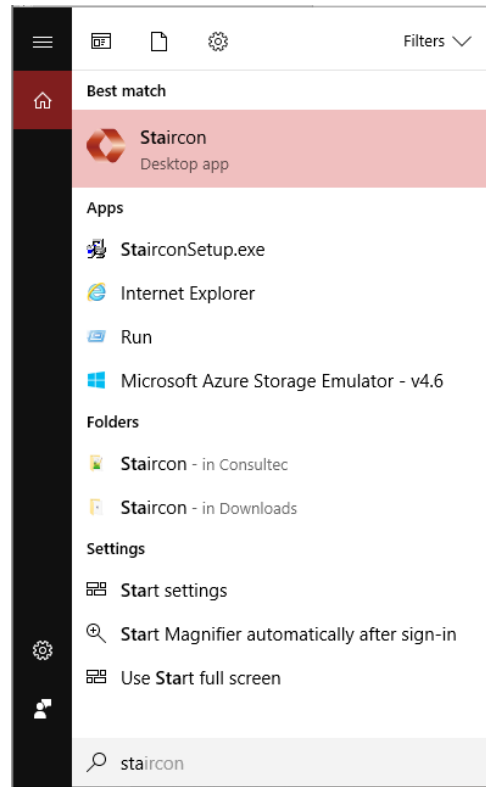 Filters
Best match
Staircon
Desktop app
Apps
StairconSetup.exe
Internet Explorer
Run
Microsoft Azure Storage Emulator - v4.6
Folders
Staircon - in Consultec
Staircon - in Downloads
Settings
Start settings
Start Magnifier automatically after sign-in
Use Start full screen
staircon